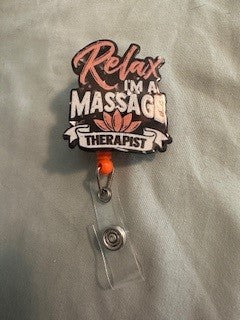 Relax
I'M A
MASSAGE
THERAPIST